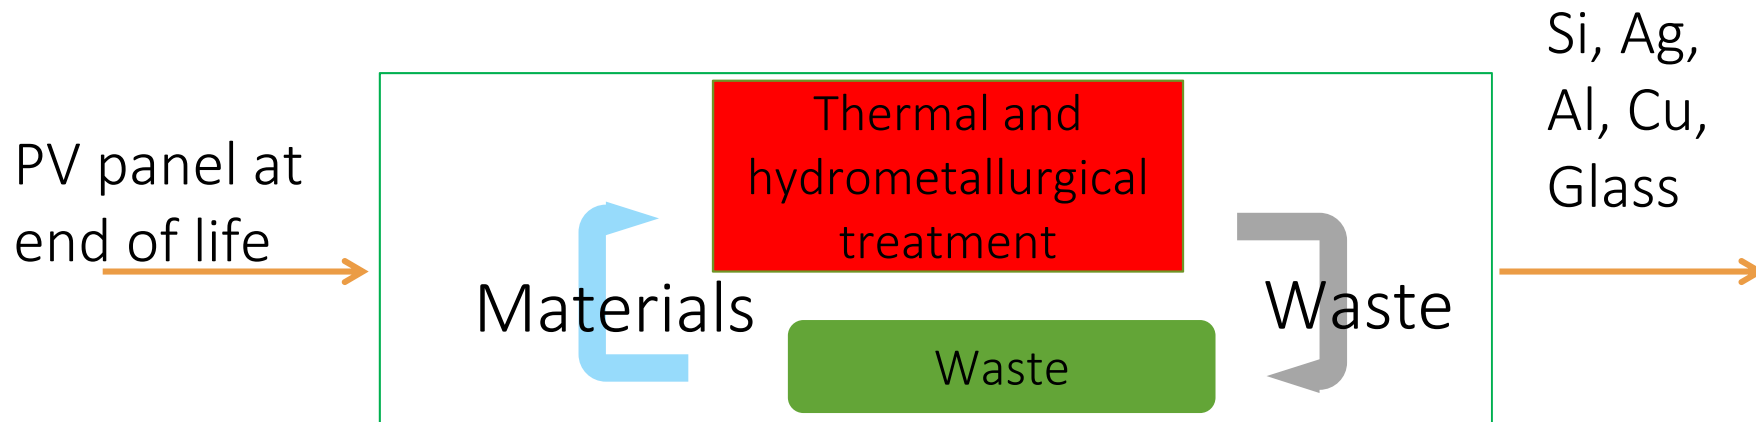 PV panel at
end of life
Thermal and
hydrometallurgical
treatment
Materials
Waste
Waste
Si, Ag,
Al, Cu,
Glass